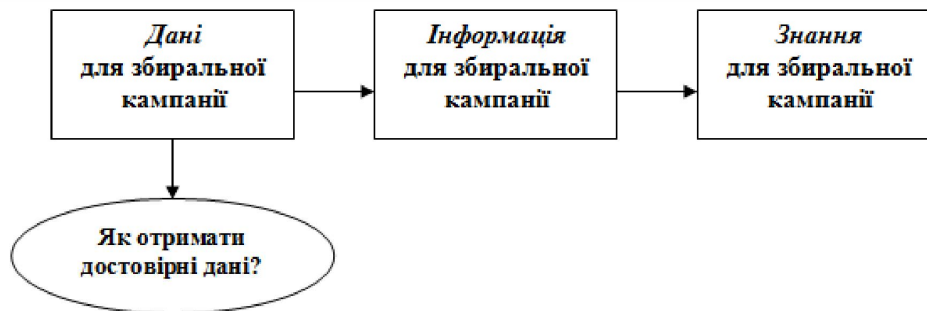 Дані
для збиральної
кампанії
Інформація
для збиральної
кампанії
Знання
для збиральної
кампанії
Як отримати
достовірні дані?